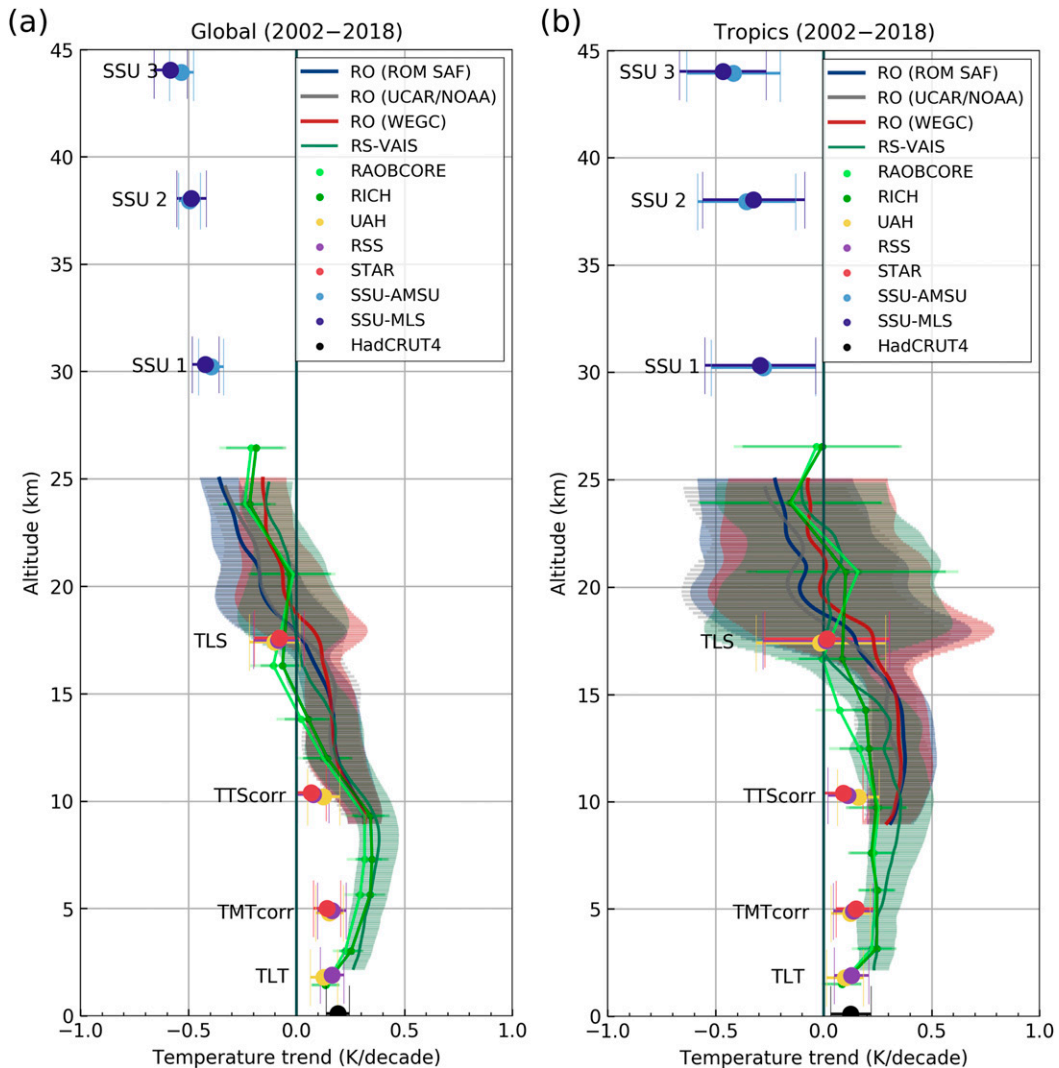 (a)
Global (2002−2018)
45
40
35
30
25
20
15
10
5
0
Altitude (km)
SSU 3
SSU 2
SSU 1
TLS
TTScorr
TMTcorr
TLT
RO (ROM SAF)
RO (UCAR/NOAA)
RO (WEGC)
RS-VAIS
RAOBCORE
RICH
UAH
RSS
STAR
SSU-AMSU
SSU-MLS
HadCRUT4
−1.0 −0.5 0.0 0.5 1.0
Temperature trend (K/decade)
(b)
Tropics (2002−2018)
45
40
35
30
25
20
15
10
5
0
Altitude (km)
SSU 3
SSU 2
SSU 1
TLS
TTScorr
TMTcorr
TLT
RO (ROM SAF)
RO (UCAR/NOAA)
RO (WEGC)
RS-VAIS
RAOBCORE
RICH
UAH
RSS
STAR
SSU-AMSU
SSU-MLS
HadCRUT4
−1.0 −0.5 0.0 0.5 1.0
Temperature trend (K/decade)